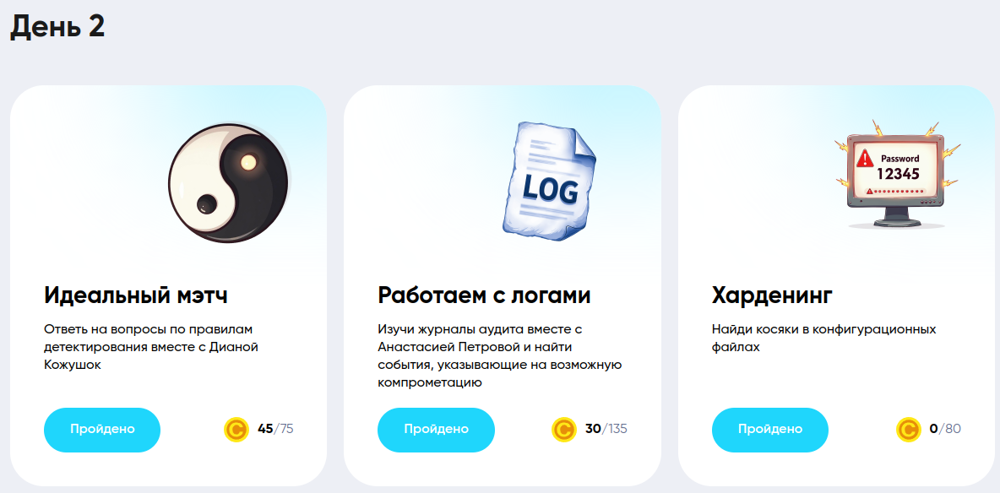 День 2
Идеальный мэтч
Ответь на вопросы по правилам
детектирования вместе с Дианой
Кожушок
Пройдено
45/75
LOG
Работаем с логами
Изучи журналы аудита вместе с
Анастасией Петровой и найти
события, указывающие на возможную
компрометацию
Пройдено
30/135
Password
12345
Харденинг
Найди косяки в конфигурационных
файлах
Пройдено
0/80